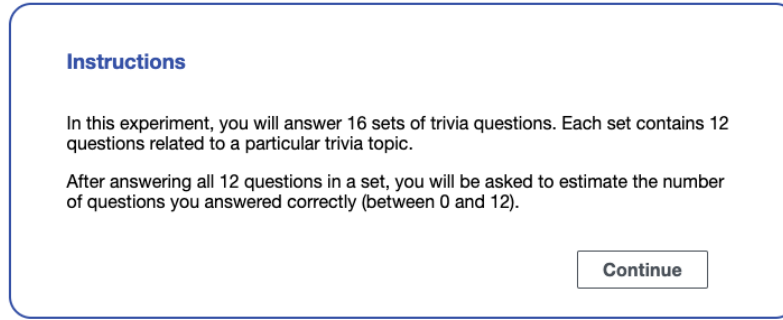 Instructions
In this experiment, you will answer 16 sets of trivia questions. Each set contains 12
questions related to a particular trivia topic.
After answering all 12 questions in a set, you will be asked to estimate the number
of questions you answered correctly (between 0 and 12).
Continue